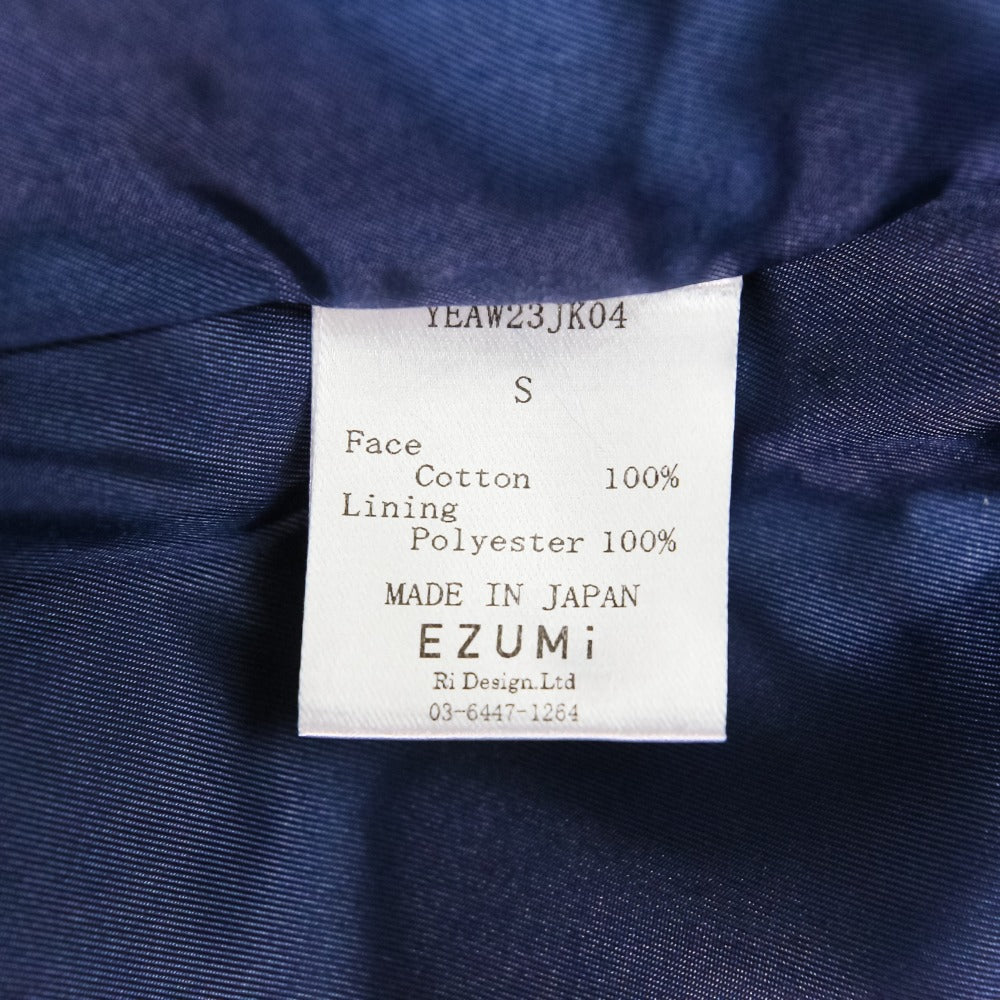 YEAW23JK04
S
Face
Cotton 100%
Lining
Polyester 100%
MADE IN JAPAN
EZUMi
Ri Design.Ltd
03-6447-1264